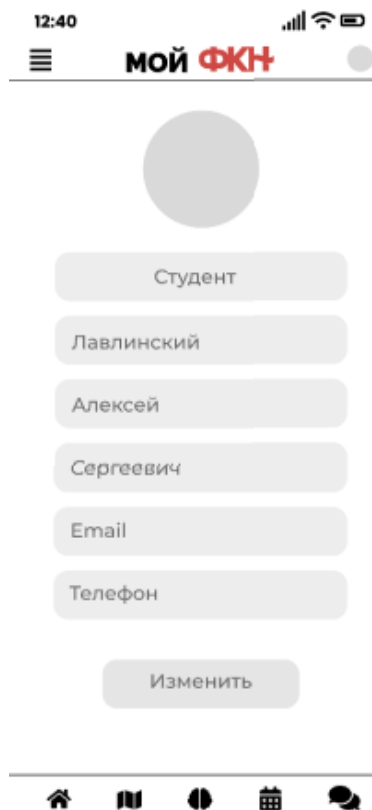 12:40
МОЙ ФКН
Студент
Лавлинский
Алексей
Сергеевич
Email
Телефон
Изменить